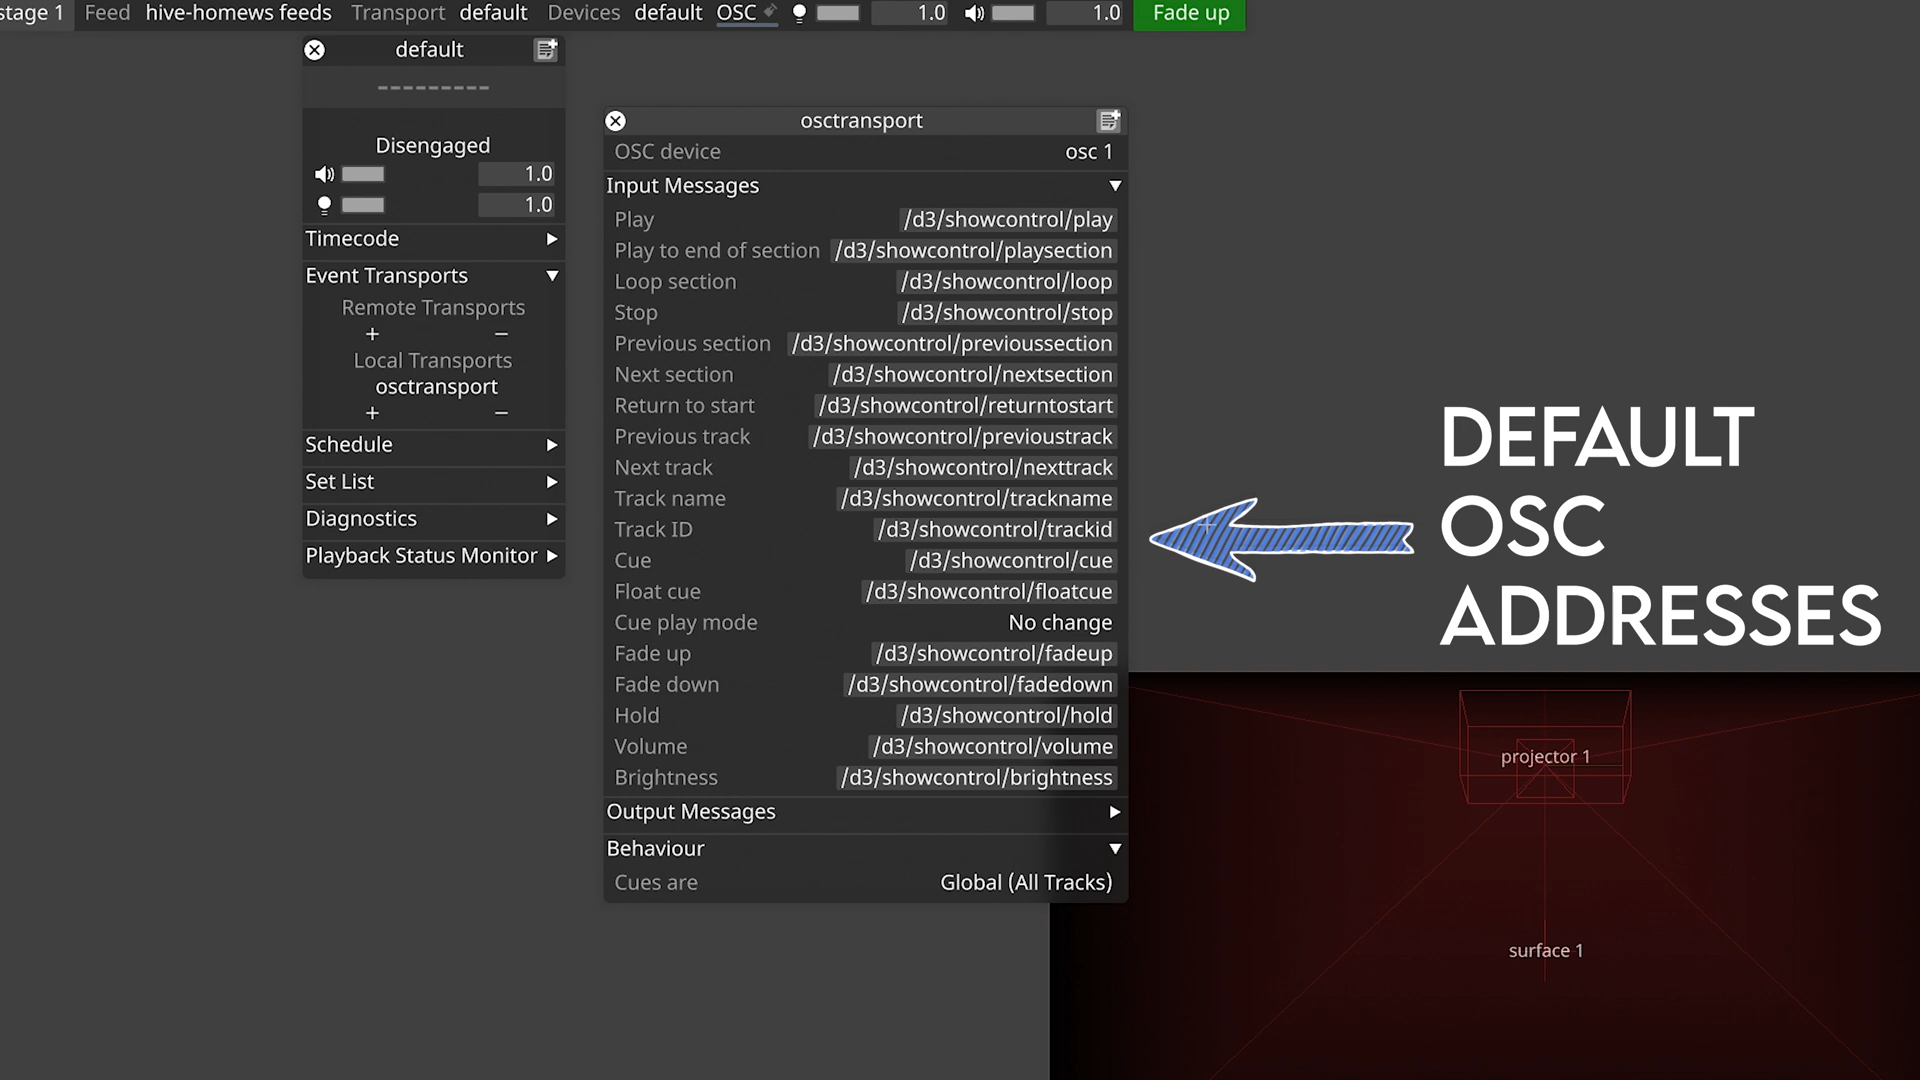 stage 1 Feed hive-homews feeds Transport default Devices default OSC 1.0 1.0 Fade up
default
---------
Disengaged
1.0
1.0
Timecode
Event Transports
Remote Transports
+ −
Local Transports
osctransport
+ −
Schedule
Set List
Diagnostics
Playback Status Monitor
osctransport
OSC device osc 1
Input Messages
Play /d3/showcontrol/play
Play to end of section /d3/showcontrol/playsection
Loop section /d3/showcontrol/loop
Stop /d3/showcontrol/stop
Previous section /d3/showcontrol/previoussection
Next section /d3/showcontrol/nextsection
Return to start /d3/showcontrol/returntostart
Previous track /d3/showcontrol/previoustrack
Next track /d3/showcontrol/nexttrack
Track name /d3/showcontrol/trackname
Track ID /d3/showcontrol/trackid
Cue /d3/showcontrol/cue
Float cue /d3/showcontrol/floatcue
Cue play mode No change
Fade up /d3/showcontrol/fadeup
Fade down /d3/showcontrol/fadedown
Hold /d3/showcontrol/hold
Volume /d3/showcontrol/volume
Brightness /d3/showcontrol/brightness
Output Messages
Behaviour
Cues are Global (All Tracks)
DEFAULT
OSC
ADDRESSES
projector 1
surface 1